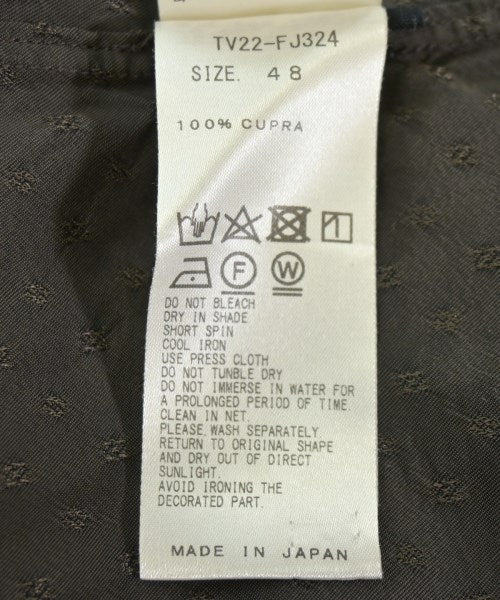 TV22-FJ324
SIZE. 48
100% CUPRA
F W
DO NOT BLEACH
DRY IN SHADE
SHORT SPIN
COOL IRON
USE PRESS CLOTH
DO NOT TUMBLE DRY
DO NOT IMMERSE IN WATER FOR
A PROLONGED PERIOD OF TIME.
CLEAN IN NET.
PLEASE WASH SEPARATELY.
RETURN TO ORIGINAL SHAPE
AND DRY OUT OF DIRECT
SUNLIGHT.
AVOID IRONING THE
DECORATED PART.
MADE IN JAPAN